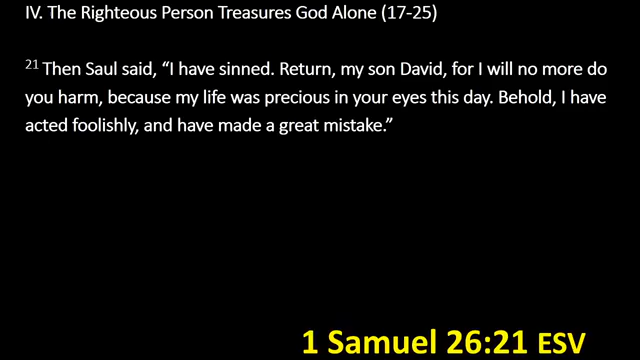 IV. The Righteous Person Treasures God Alone (17-25)
21 Then Saul said, “I have sinned. Return, my son David, for I will no more do
you harm, because my life was precious in your eyes this day. Behold, I have
acted foolishly, and have made a great mistake.”
1 Samuel 26:21 ESV